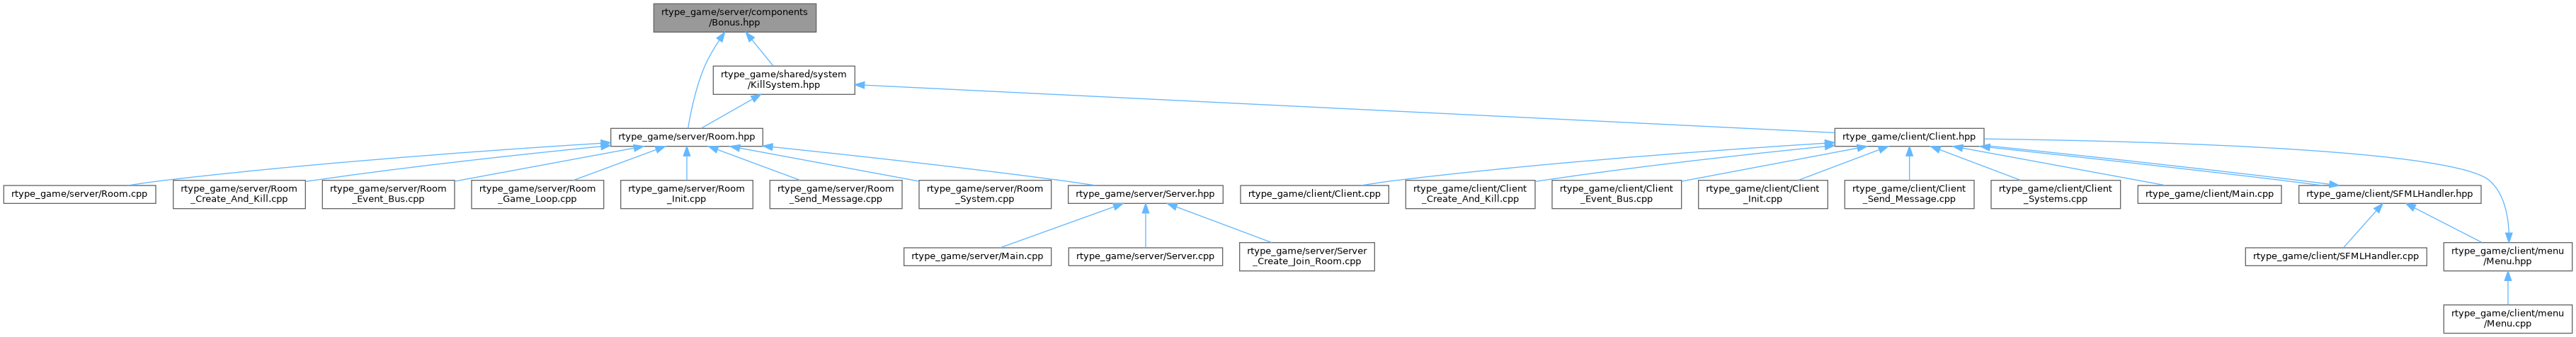 rtype_game/server/components
/Bonus.hpp
rtype_game/shared/system
/KillSystem.hpp
rtype_game/server/Room.hpp
rtype_game/client/Client.hpp
rtype_game/server/Room.cpp
rtype_game/server/Room
_Create_And_Kill.cpp
rtype_game/server/Room
_Event_Bus.cpp
rtype_game/server/Room
_Game_Loop.cpp
rtype_game/server/Room
_Init.cpp
rtype_game/server/Room
_Send_Message.cpp
rtype_game/server/Room
_System.cpp
rtype_game/server/Server.hpp
rtype_game/client/Client.cpp
rtype_game/client/Client
_Create_And_Kill.cpp
rtype_game/client/Client
_Event_Bus.cpp
rtype_game/client/Client
_Init.cpp
rtype_game/client/Client
_Send_Message.cpp
rtype_game/client/Client
_Systems.cpp
rtype_game/client/Main.cpp
rtype_game/client/SFMLHandler.hpp
rtype_game/server/Main.cpp
rtype_game/server/Server.cpp
rtype_game/server/Server
_Create_Join_Room.cpp
rtype_game/client/SFMLHandler.cpp
rtype_game/client/menu
/Menu.hpp
rtype_game/client/menu
/Menu.cpp